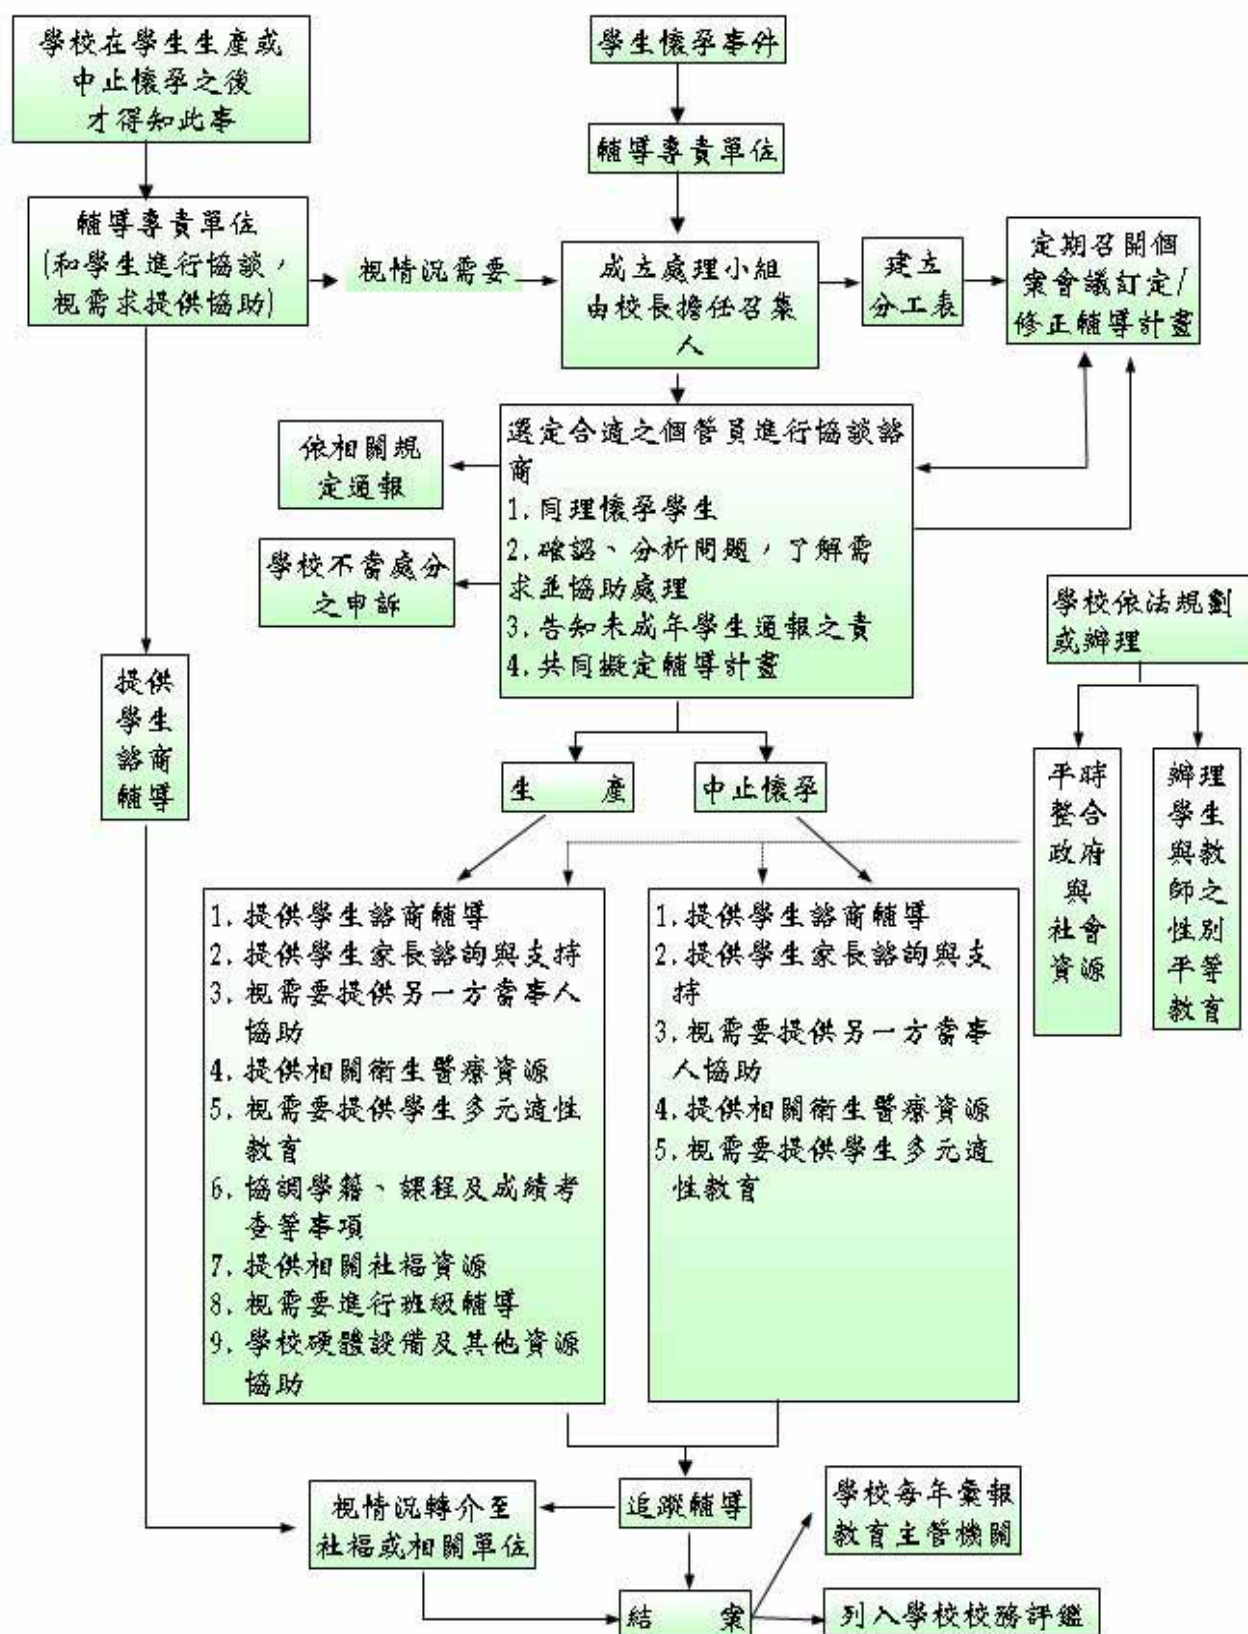 學校在學生生產或
中止懷孕之後
才得知此事
學生懷孕事件
輔導專責單位
輔導專責單位
(和學生進行協談，
視需求提供協助)
視情況需要
成立處理小組
由校長擔任召集
人
建立
分工表
定期召開個
案會議訂定/
修正輔導計畫
選定合適之個管員進行協談諮
商
1.同理懷孕學生
2.確認、分析問題，了解需
求並協助處理
3.告知未成年學生通報之責
4.共同擬定輔導計畫
依相關規
定通報
學校不當處分
之申訴
學校依法規劃
或辦理
提供
學生
諮商
輔導
生 產
中止懷孕
平時
整合
政府
與
社會
資源
辦理
學生
與教
師之
性別
平等
教育
1.提供學生諮商輔導
2.提供學生家長諮詢與支持
3.視需要提供另一方當事人
協助
4.提供相關衛生醫療資源
5.視需要提供學生多元適性
教育
6.協調學籍、課程及成績考
查等事項
7.提供相關社福資源
8.視需要進行班級輔導
9.學校硬體設備及其他資源
協助
1.提供學生諮商輔導
2.提供學生家長諮詢與支
持
3.視需要提供另一方當事
人協助
4.提供相關衛生醫療資源
5.視需要提供學生多元適
性教育
視情況轉介至
社福或相關單位
追蹤輔導
學校每年彙報
教育主管機關
結 案
列入學校校務評鑑